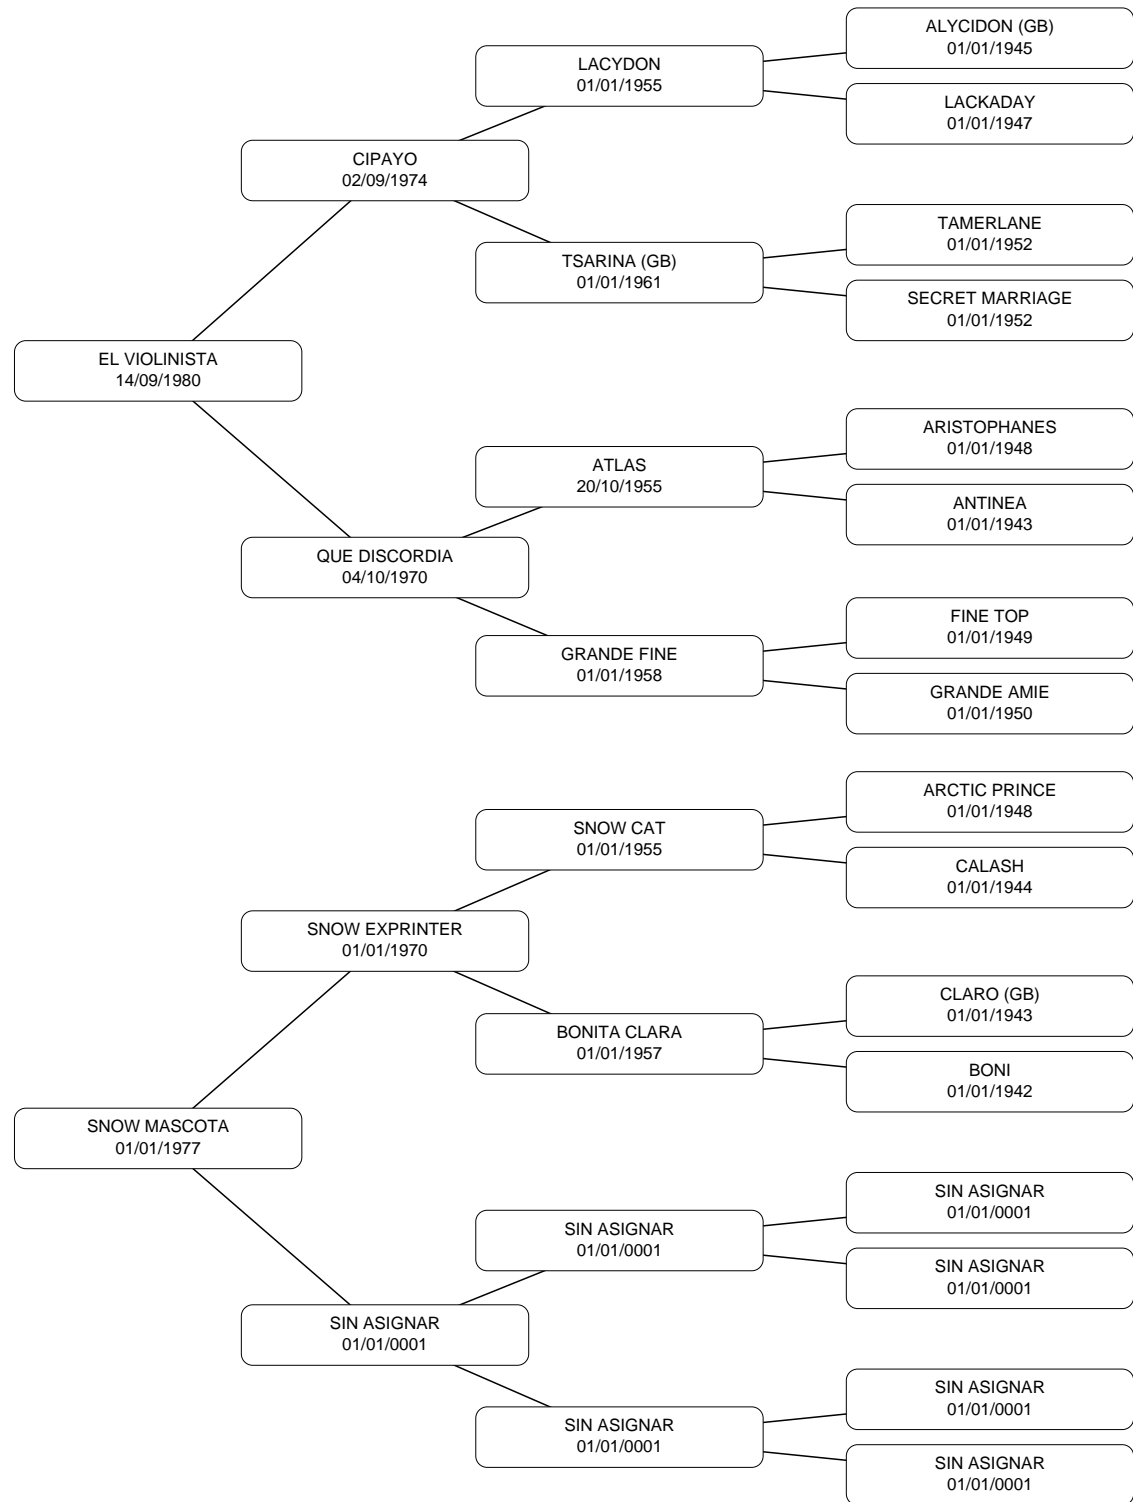 ALYCIDON (GB)
01/01/1945
LACYDON
01/01/1955
LACKADAY
01/01/1947
CIPAYO
02/09/1974
TAMERLANE
01/01/1952
TSARINA (GB)
01/01/1961
SECRET MARRIAGE
01/01/1952
EL VIOLINISTA
14/09/1980
ARISTOPHANES
01/01/1948
ATLAS
20/10/1955
ANTINEA
01/01/1943
QUE DISCORDIA
04/10/1970
FINE TOP
01/01/1949
GRANDE FINE
01/01/1958
GRANDE AMIE
01/01/1950
ARCTIC PRINCE
01/01/1948
SNOW CAT
01/01/1955
CALASH
01/01/1944
SNOW EXPRINTER
01/01/1970
CLARO (GB)
01/01/1943
BONITA CLARA
01/01/1957
BONI
01/01/1942
SNOW MASCOTA
01/01/1977
SIN ASIGNAR
01/01/0001
SIN ASIGNAR
01/01/0001
SIN ASIGNAR
01/01/0001
SIN ASIGNAR
01/01/0001
SIN ASIGNAR
01/01/0001
SIN ASIGNAR
01/01/0001
SIN ASIGNAR
01/01/0001